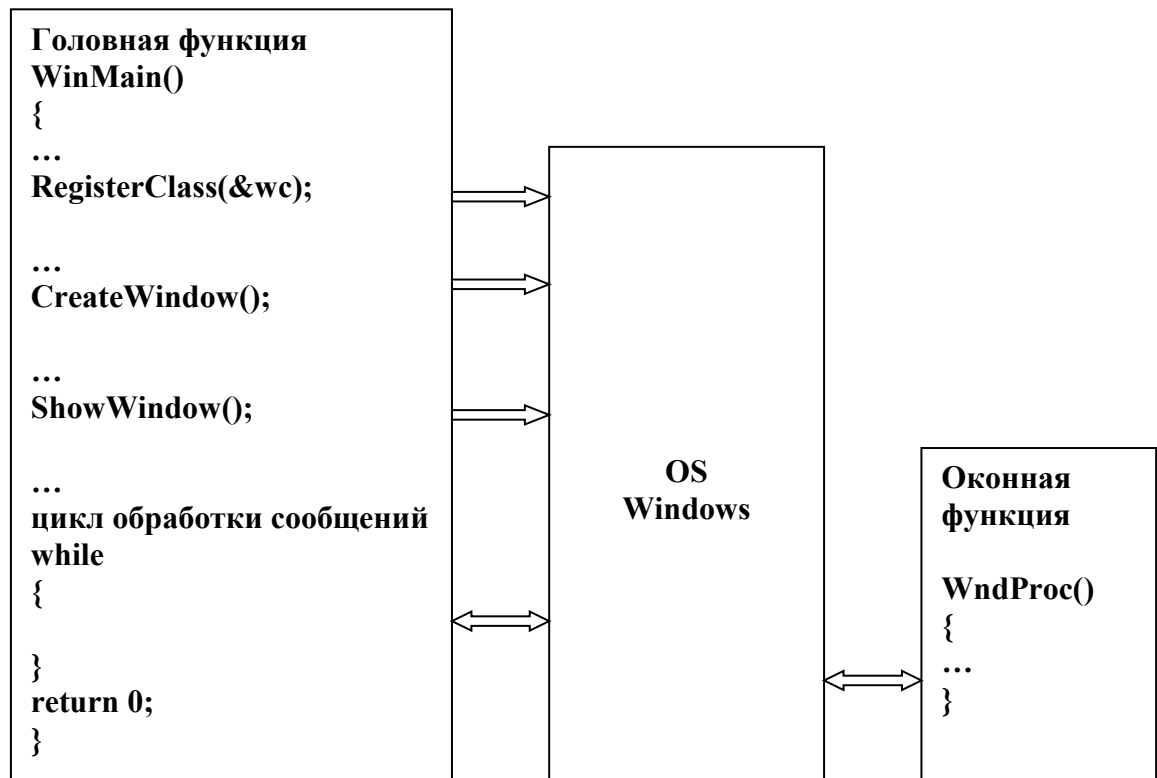 Головная функция
WinMain()
{
…
RegisterClass(&wc);
…
CreateWindow();
…
ShowWindow();
…
цикл обработки сообщений
while
{
}
return 0;
}
OS
Windows
Оконная
функция
WndProc()
{
…
}